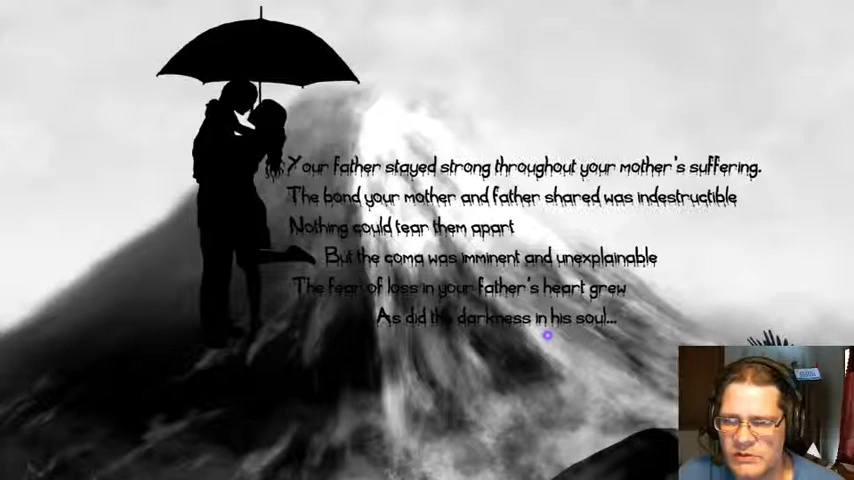 Your father stayed strong throughout your mother's suffering.
The bond your mother and father shared was indestructible
Nothing could tear them apart
But the coma was imminent and unexplainable
The fear of loss in your father's heart grew
As did the darkness in his soul...